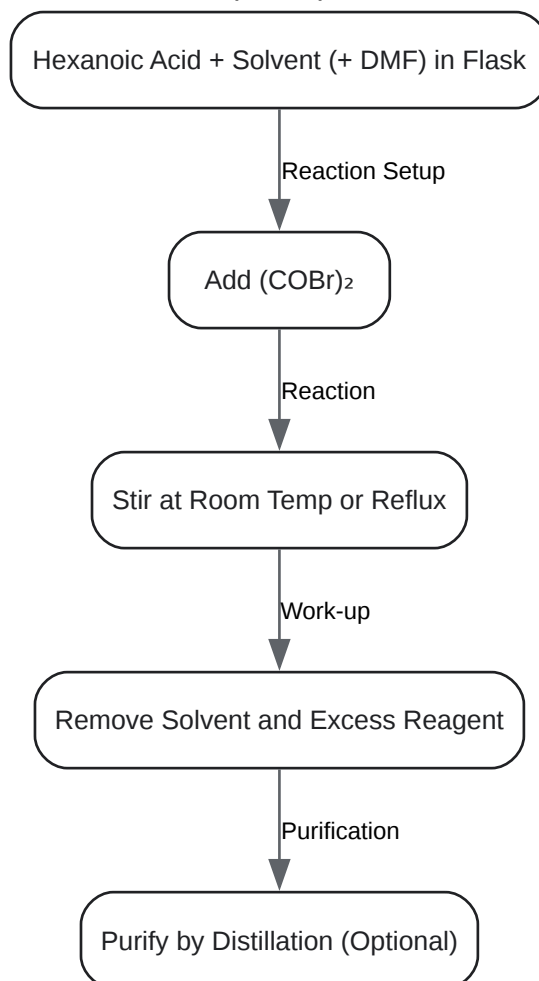 Hexanoic Acid + Solvent (+ DMF) in Flask
Reaction Setup
Add (COBr)₂
Reaction
Stir at Room Temp or Reflux
Work-up
Remove Solvent and Excess Reagent
Purification
Purify by Distillation (Optional)